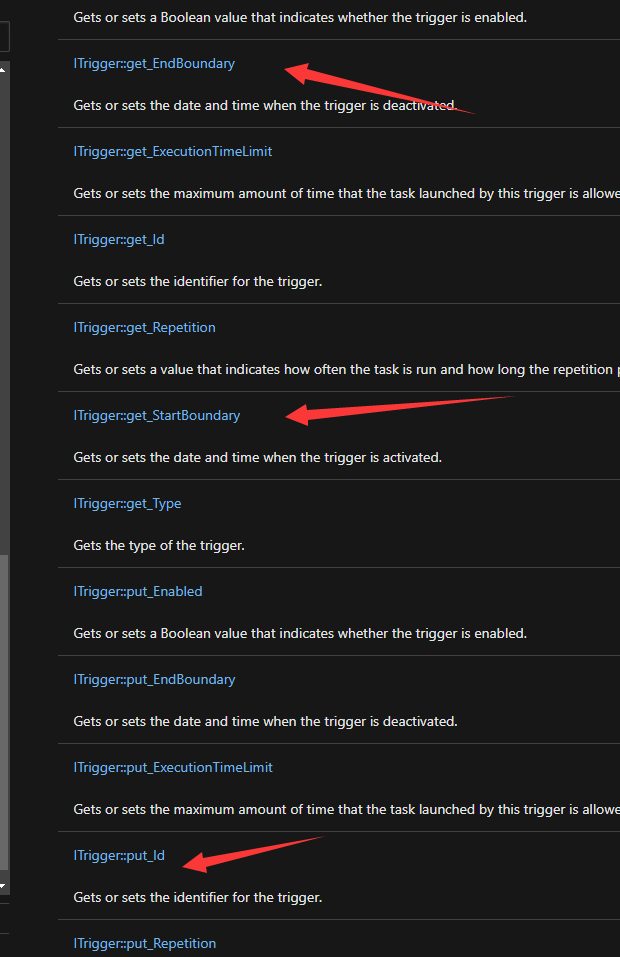 Gets or sets a Boolean value that indicates whether the trigger is enabled.
ITrigger::get_EndBoundary
Gets or sets the date and time when the trigger is deactivated.
ITrigger::get_ExecutionTimeLimit
Gets or sets the maximum amount of time that the task launched by this trigger is allowe
ITrigger::get_Id
Gets or sets the identifier for the trigger.
ITrigger::get_Repetition
Gets or sets a value that indicates how often the task is run and how long the repetition p
ITrigger::get_StartBoundary
Gets or sets the date and time when the trigger is activated.
ITrigger::get_Type
Gets the type of the trigger.
ITrigger::put_Enabled
Gets or sets a Boolean value that indicates whether the trigger is enabled.
ITrigger::put_EndBoundary
Gets or sets the date and time when the trigger is deactivated.
ITrigger::put_ExecutionTimeLimit
Gets or sets the maximum amount of time that the task launched by this trigger is allowe
ITrigger::put_Id
Gets or sets the identifier for the trigger.
ITrigger::put_Repetition